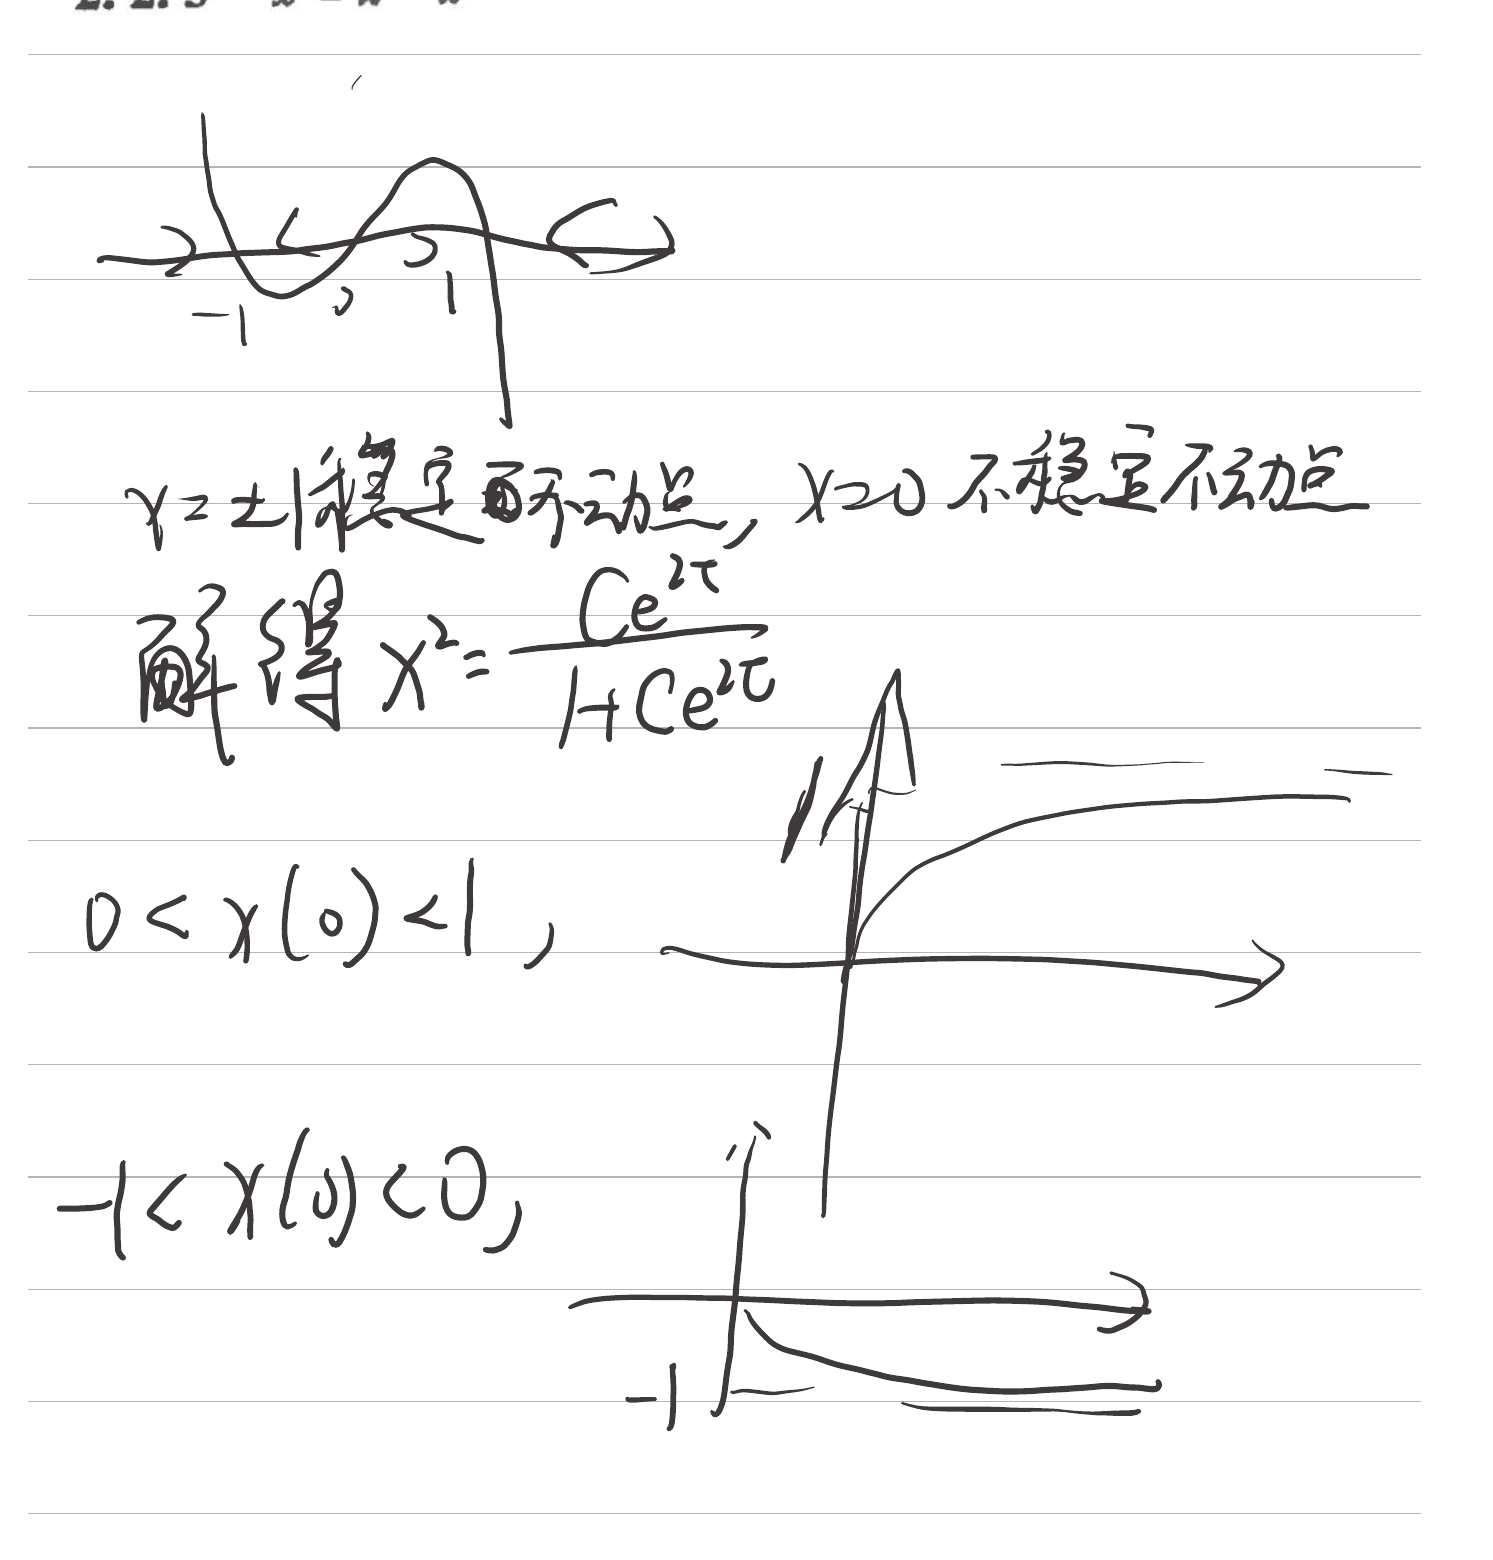 -1 0 1
x=±1稳定不动点, x=0 不稳定不动点
解得 x²= Ce^{2t} / 1+Ce^{2t}
0 < x(0) < 1 ,
-1 < x(0) < 0,
-1